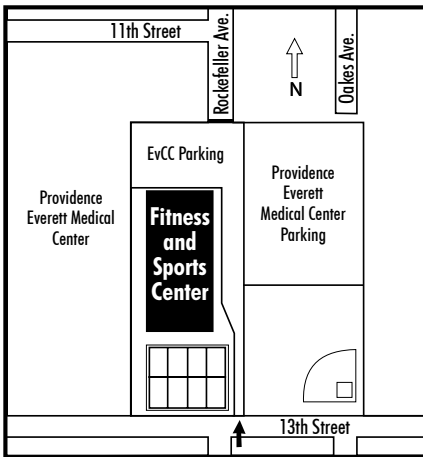 11th Street
Rockefeller Ave.
N
Oakes Ave.
EvCC Parking
Providence
Everett Medical
Center
Fitness
and
Sports
Center
Providence
Everett
Medical Center
Parking
13th Street